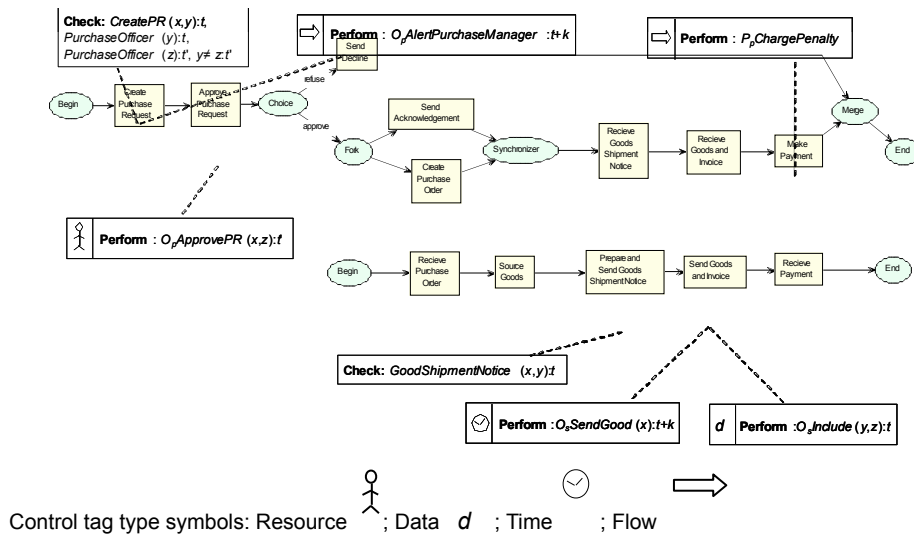 Check: CreatePR (x,y):t,
PurchaseOfficer (y):t,
PurchaseOfficer (z):t', y≠ z:t'
Perform : OpAlertPurchaseManager :t+k
Perform : PpChargePenalty
Send
Decline
refuse
Begin
Create
Purchase
Request
Approve
Purchase
Request
Choice
approve
Fork
Send
Acknowledgement
Create
Purchase
Order
Synchronizer
Recieve
Goods
Shipment
Notice
Recieve
Goods and
Invoice
Make
Payment
Merge
End
Perform : OpApprovePR (x,z):t'
Begin
Recieve
Purchase
Order
Source
Goods
Prepare and
Send Goods
Shipment Notice
Send Goods
and Invoice
Recieve
Payment
End
Check: GoodShipmentNotice (x,y):t
Perform :OsSendGood (x):t+k
d Perform :OsInclude (y,z):t
Control tag type symbols: Resource ; Data d ; Time ; Flow